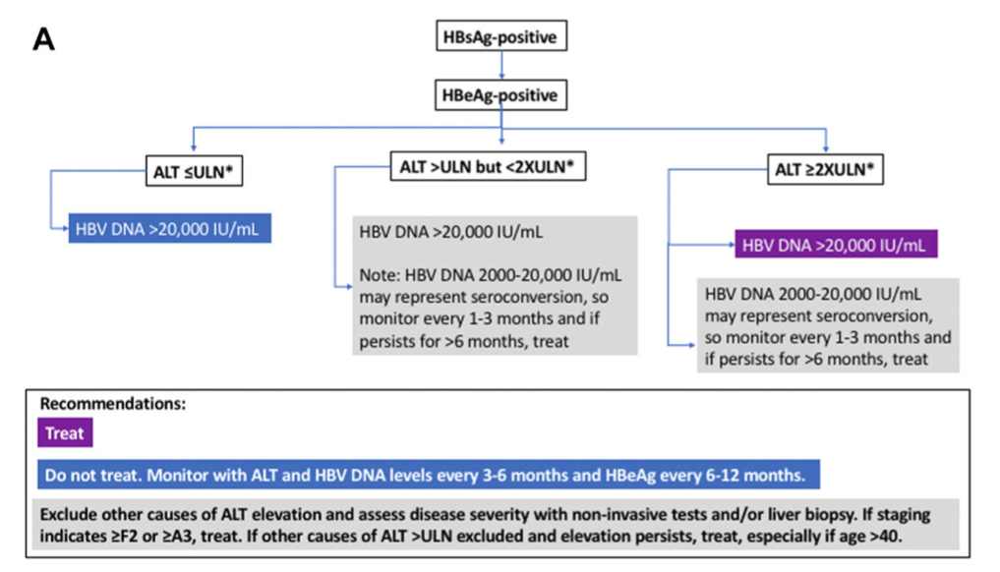 A
HBsAg-positive
HBeAg-positive
ALT ≤ULN*
ALT >ULN but <2XULN*
ALT ≥2XULN*
HBV DNA >20,000 IU/mL
HBV DNA >20,000 IU/mL
Note: HBV DNA 2000-20,000 IU/mL
may represent seroconversion, so
monitor every 1-3 months and if
persists for >6 months, treat
HBV DNA >20,000 IU/mL
HBV DNA 2000-20,000 IU/mL
may represent seroconversion,
so monitor every 1-3 months and
if persists for >6 months, treat
Recommendations:
Treat
Do not treat. Monitor with ALT and HBV DNA levels every 3-6 months and HBeAg every 6-12 months.
Exclude other causes of ALT elevation and assess disease severity with non-invasive tests and/or liver biopsy. If staging
indicates ≥F2 or ≥A3, treat. If other causes of ALT >ULN excluded and elevation persists, treat, especially if age >40.